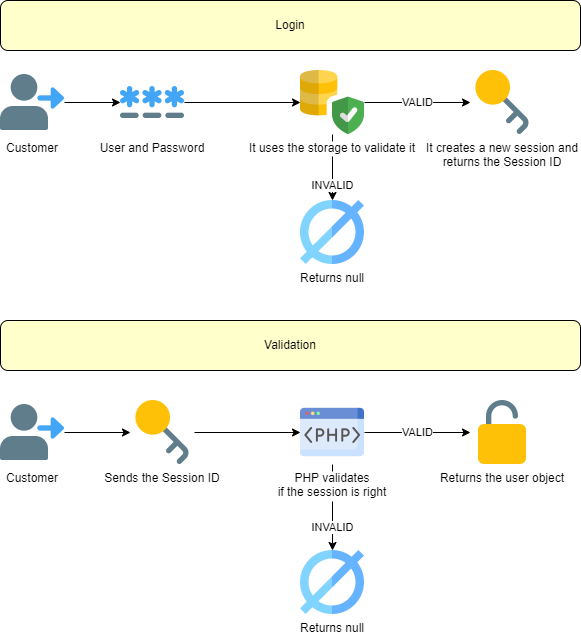 Login
VALID
Customer
User and Password
It uses the storage to validate it
It creates a new session and
returns the Session ID
INVALID
Returns null
Validation
<PHP>
VALID
Customer
Sends the Session ID
PHP validates
if the session is right
Returns the user object
INVALID
Returns null